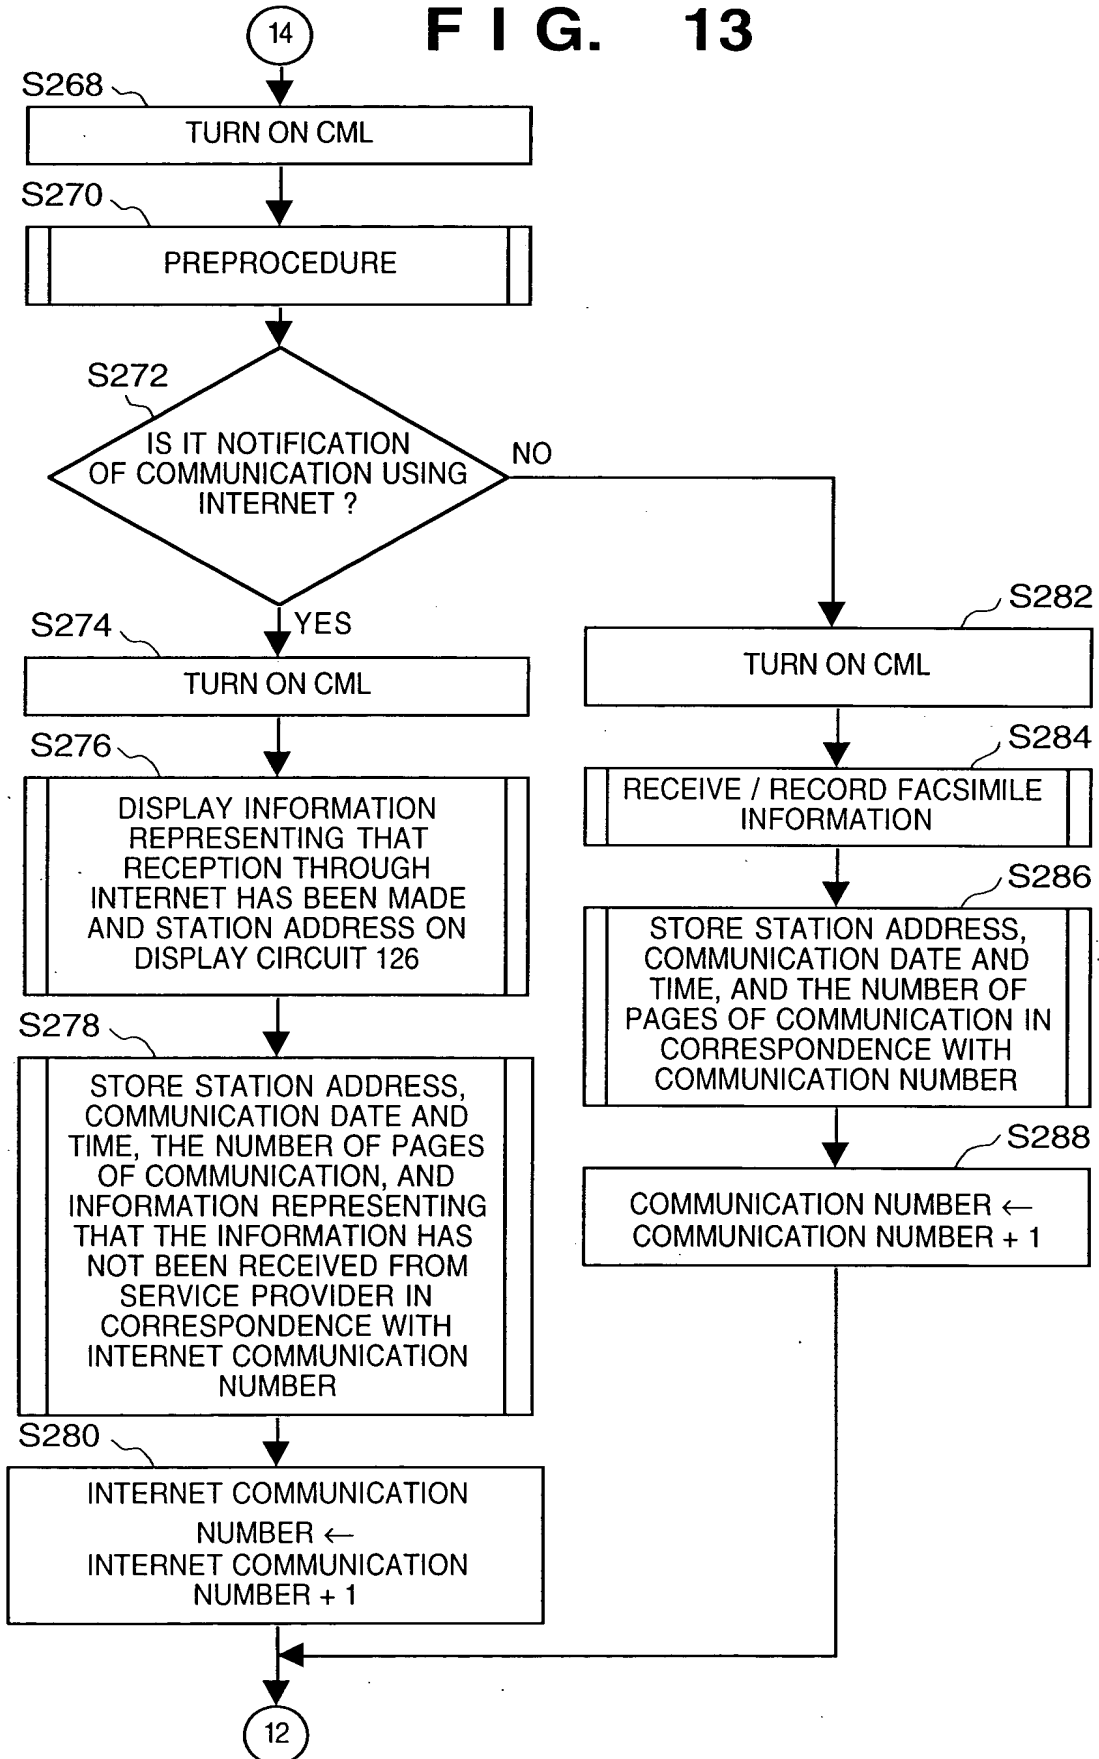 FIG. 13
14
S268
TURN ON CML
S270
PREPROCEDURE
S272
IS IT NOTIFICATION
OF COMMUNICATION USING
INTERNET ?
NO
YES
S274
TURN ON CML
S276
DISPLAY INFORMATION
REPRESENTING THAT
RECEPTION THROUGH
INTERNET HAS BEEN MADE
AND STATION ADDRESS ON
DISPLAY CIRCUIT 126
S278
STORE STATION ADDRESS,
COMMUNICATION DATE AND
TIME, THE NUMBER OF PAGES
OF COMMUNICATION, AND
INFORMATION REPRESENTING
THAT THE INFORMATION HAS
NOT BEEN RECEIVED FROM
SERVICE PROVIDER IN
CORRESPONDENCE WITH
INTERNET COMMUNICATION
NUMBER
S280
INTERNET COMMUNICATION
NUMBER ←
INTERNET COMMUNICATION
NUMBER + 1
S282
TURN ON CML
S284
RECEIVE / RECORD FACSIMILE
INFORMATION
S286
STORE STATION ADDRESS,
COMMUNICATION DATE AND
TIME, AND THE NUMBER OF
PAGES OF COMMUNICATION IN
CORRESPONDENCE WITH
COMMUNICATION NUMBER
S288
COMMUNICATION NUMBER ←
COMMUNICATION NUMBER + 1
12